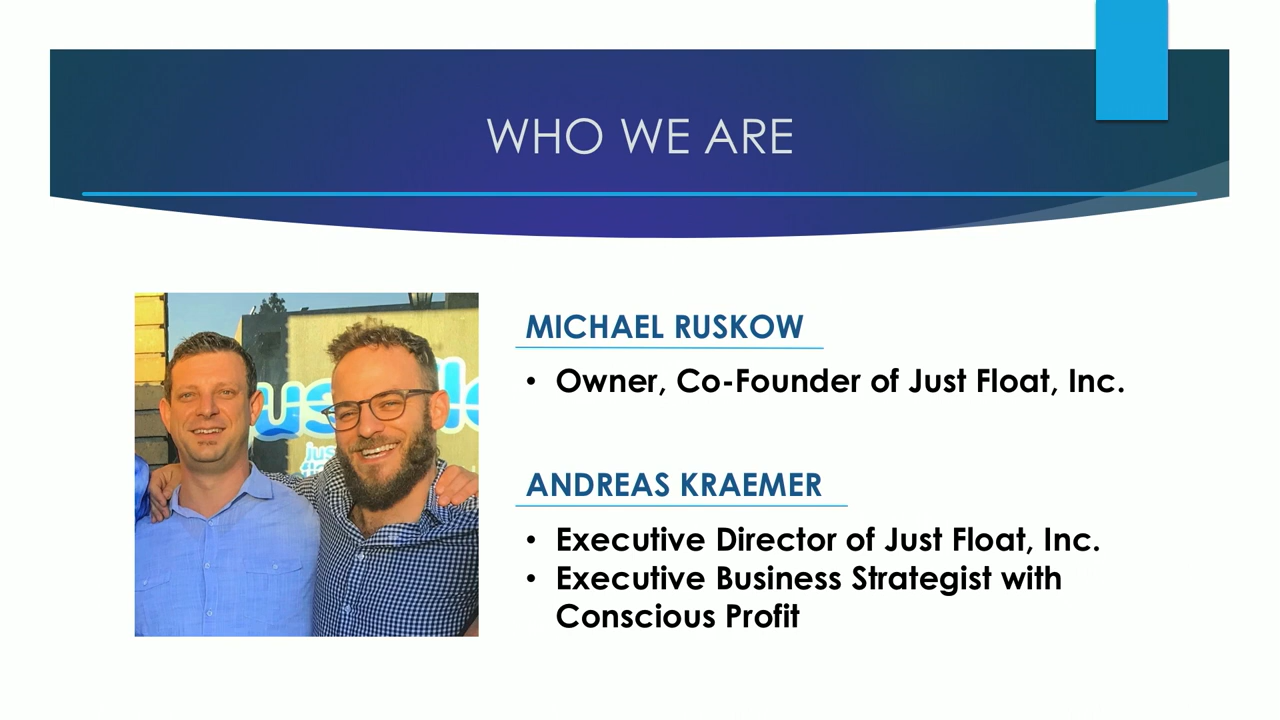 WHO WE ARE
MICHAEL RUSKOW
• Owner, Co-Founder of Just Float, Inc.
ANDREAS KRAEMER
• Executive Director of Just Float, Inc.
• Executive Business Strategist with
Conscious Profit